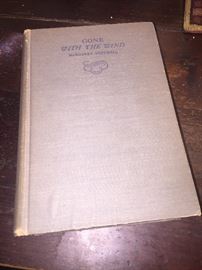 GONE
WITH THE WIND
MARGARET MITCHELL